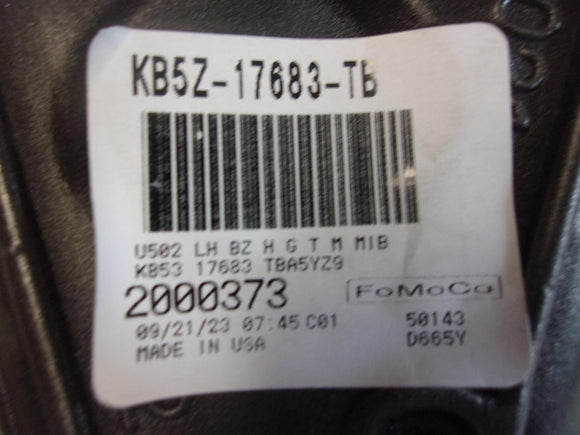 KB5Z-17683-TB
U502 LH BZ H G T M MIB
KB53 17683 TBA5YZ9
2000373 FoMoCo
09/21/23 07:45 C01 50143
MADE IN USA D665Y